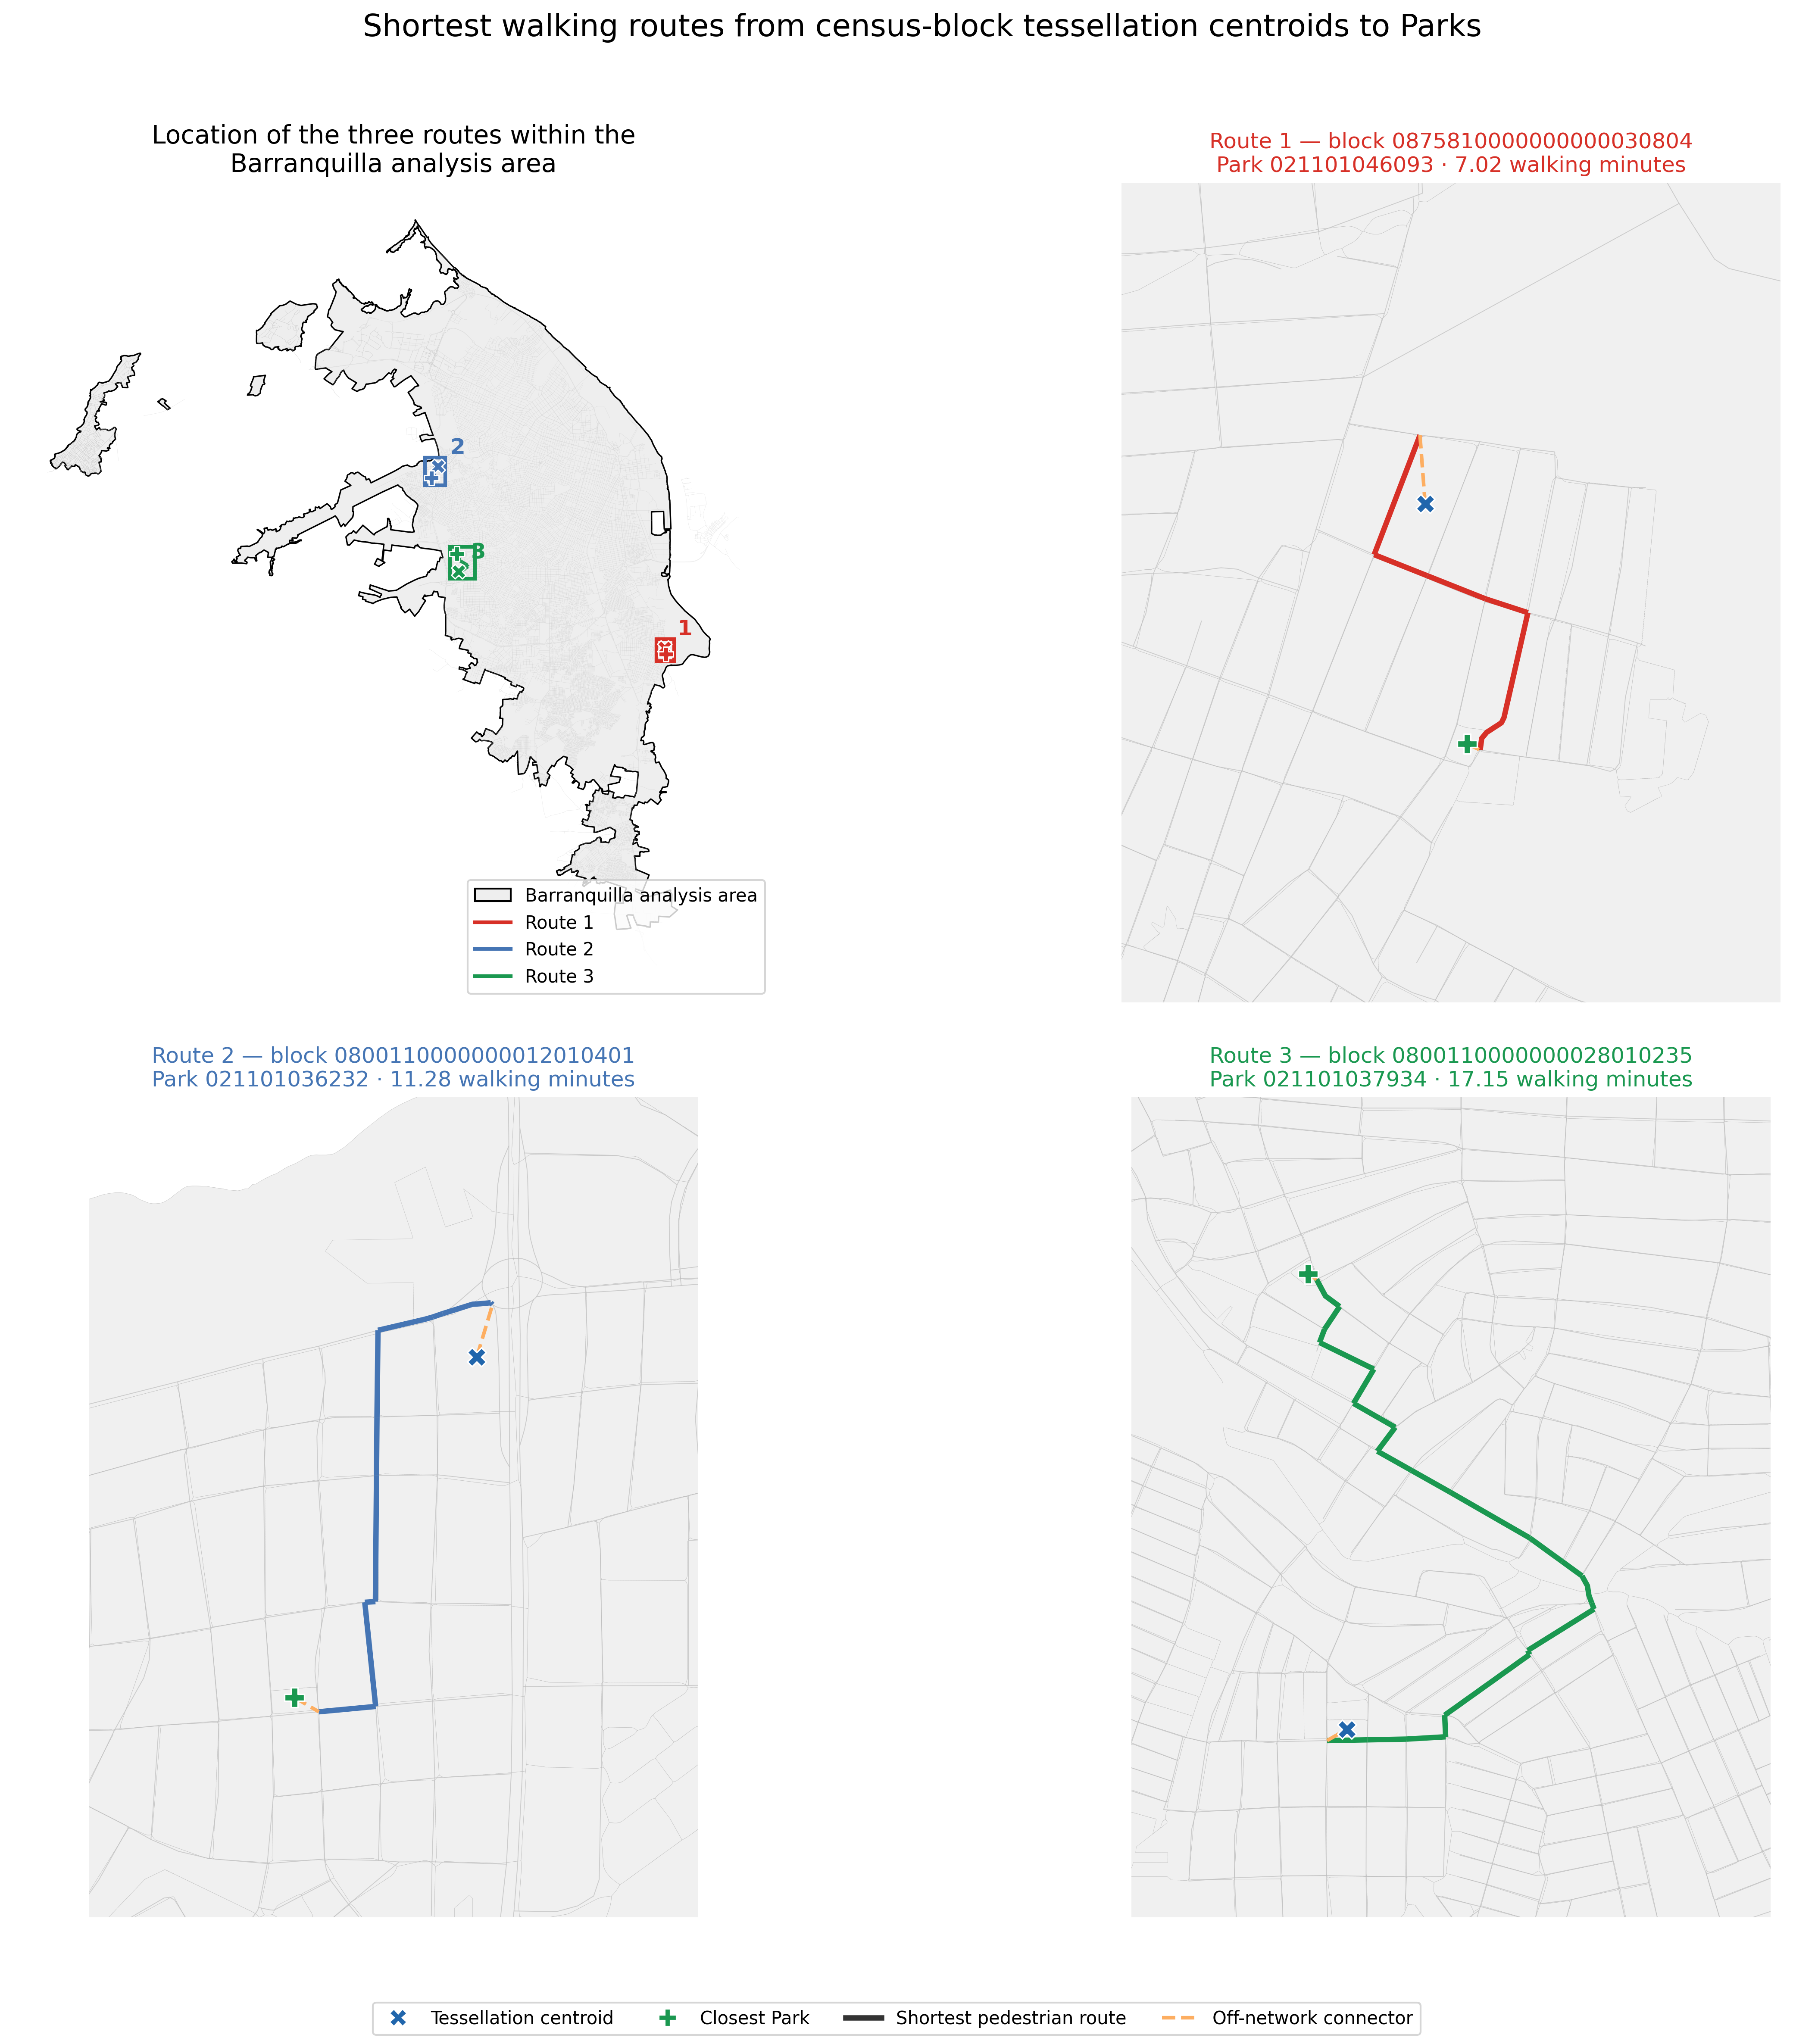 Shortest walking routes from census-block tessellation centroids to Parks
Location of the three routes within the
Barranquilla analysis area
2
3
1
Barranquilla analysis area
Route 1
Route 2
Route 3
Route 1 — block 0875810000000000030804
Park 021101046093 · 7.02 walking minutes
Route 2 — block 0800110000000012010401
Park 021101036232 · 11.28 walking minutes
Route 3 — block 0800110000000028010235
Park 021101037934 · 17.15 walking minutes
Tessellation centroid
Closest Park
Shortest pedestrian route
Off-network connector